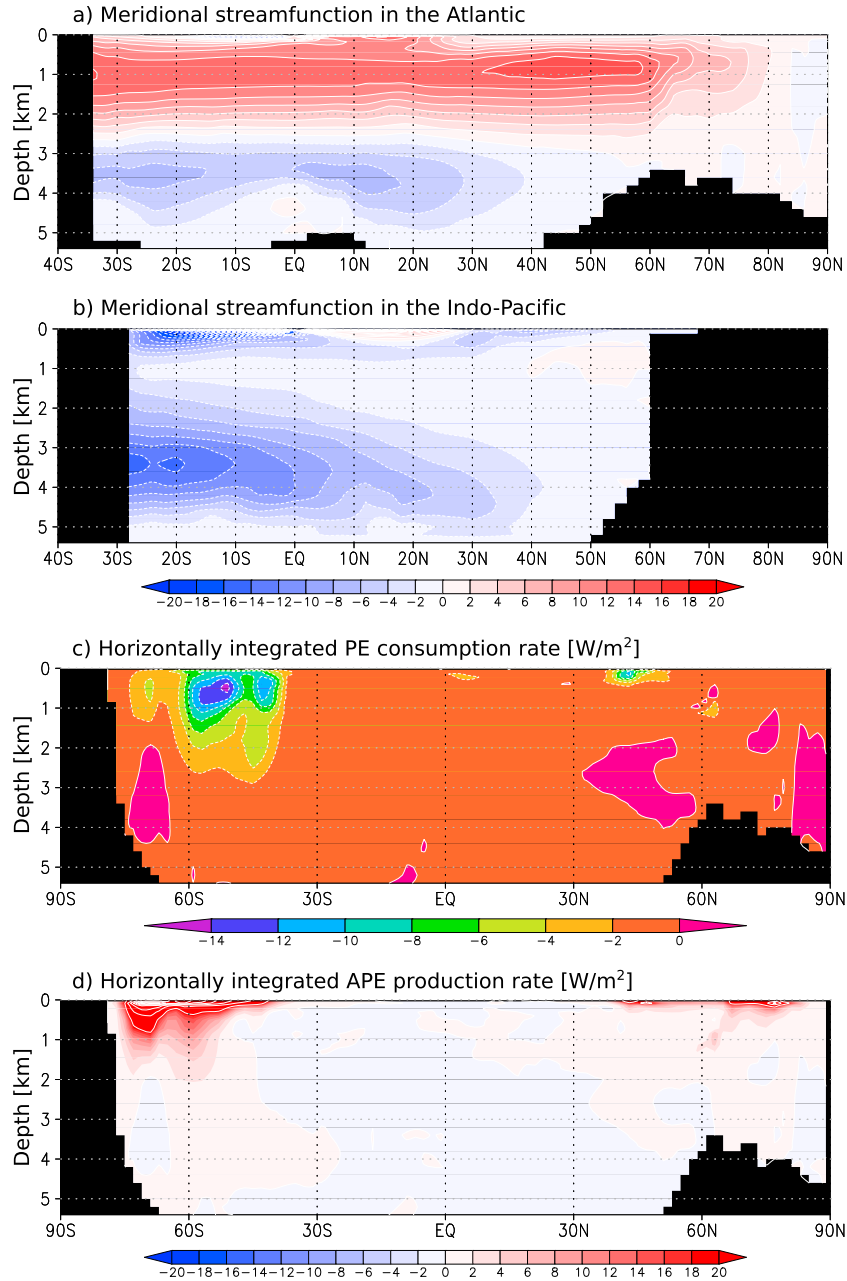 a) Meridional streamfunction in the Atlantic
0
1
2
3
4
5
Depth [km]
40S 30S 20S 10S EQ 10N 20N 30N 40N 50N 60N 70N 80N 90N
b) Meridional streamfunction in the Indo-Pacific
0
1
2
3
4
5
Depth [km]
40S 30S 20S 10S EQ 10N 20N 30N 40N 50N 60N 70N 80N 90N
−20 −18 −16 −14 −12 −10 −8 −6 −4 −2 0 2 4 6 8 10 12 14 16 18 20
c) Horizontally integrated PE consumption rate [W/m²]
0
1
2
3
4
5
Depth [km]
90S 60S 30S EQ 30N 60N 90N
−14 −12 −10 −8 −6 −4 −2 0
d) Horizontally integrated APE production rate [W/m²]
0
1
2
3
4
5
Depth [km]
90S 60S 30S EQ 30N 60N 90N
−20 −18 −16 −14 −12 −10 −8 −6 −4 −2 0 2 4 6 8 10 12 14 16 18 20